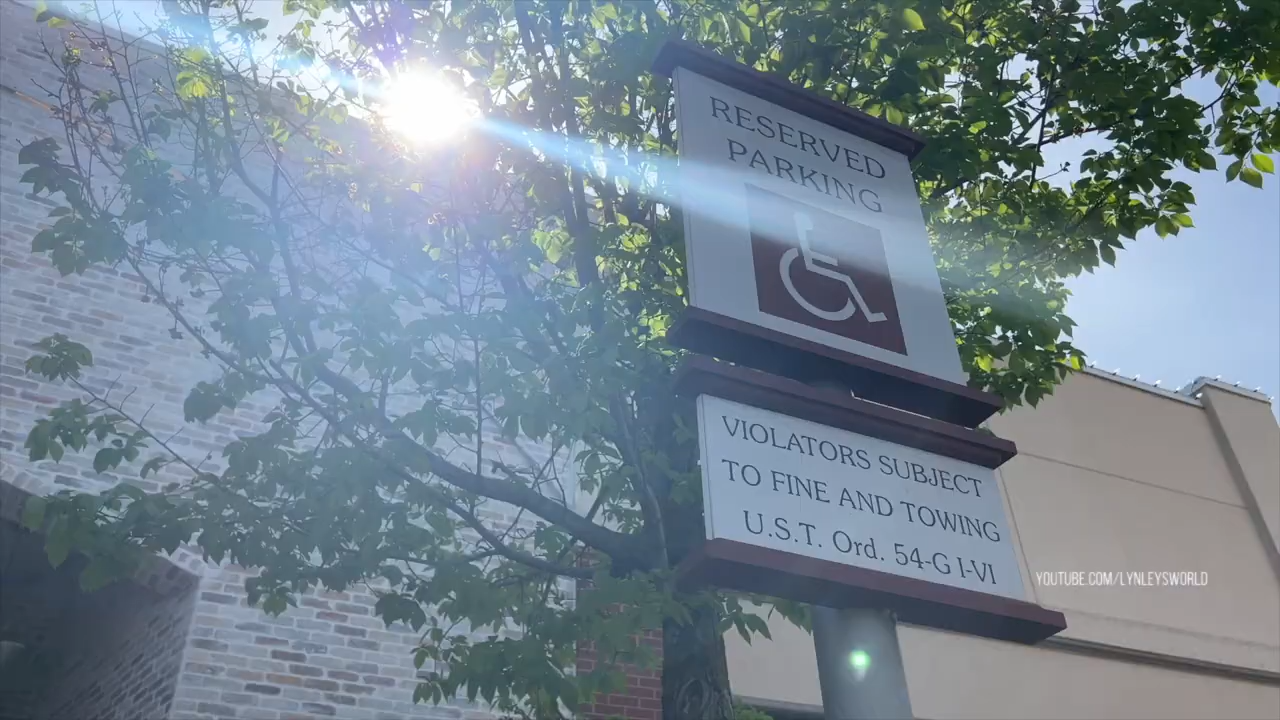 RESERVED
PARKING
VIOLATORS SUBJECT
TO FINE AND TOWING
U.S.T. Ord. 54-G I-VI
YOUTUBE.COM/LYNLEYSWORLD